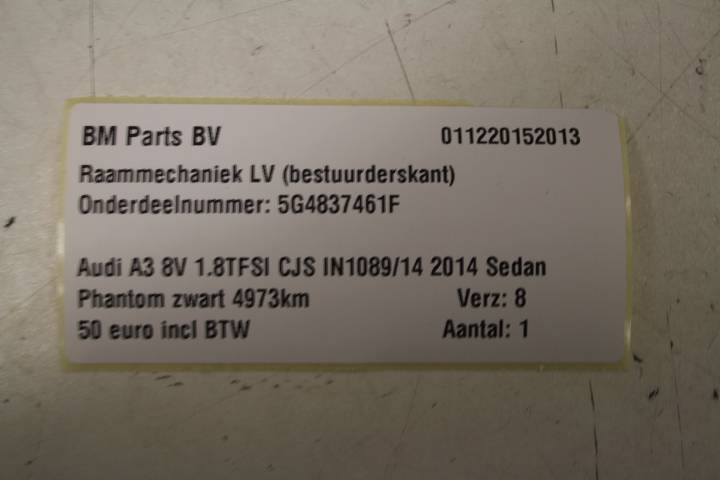 BM Parts BV 011220152013
Raammechaniek LV (bestuurderskant)
Onderdeelnummer: 5G4837461F
Audi A3 8V 1.8TFSI CJS IN1089/14 2014 Sedan
Phantom zwart 4973km Verz: 8
50 euro incl BTW Aantal: 1